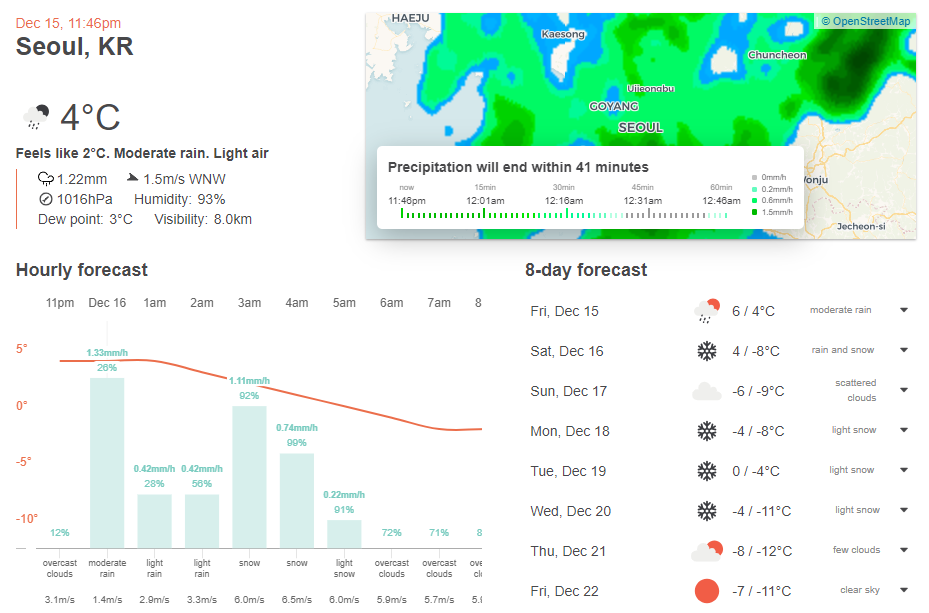 Dec 15, 11:46pm
Seoul, KR
4°C
Feels like 2°C. Moderate rain. Light air
1.22mm 1.5m/s WNW
1016hPa Humidity: 93%
Dew point: 3°C Visibility: 8.0km
HAEJU
© OpenStreetMap
Kaesong
Chuncheon
Uijeongbu
GOYANG
SEOUL
Precipitation will end within 41 minutes
now 15min 30min 45min 60min
11:46pm 12:01am 12:16am 12:31am 12:46am
0mm/h
0.2mm/h
0.6mm/h
1.5mm/h
Wonju
Jecheon-si
Hourly forecast
11pm Dec 16 1am 2am 3am 4am 5am 6am 7am 8
5°
0°
-5°
-10°
1.33mm/h
26%
1.11mm/h
92%
0.74mm/h
99%
0.42mm/h 0.42mm/h
28% 56%
0.22mm/h
91%
12% 72% 71% 8
overcast clouds moderate rain light rain light rain snow snow light snow overcast clouds overcast clouds
3.1m/s 1.4m/s 2.9m/s 3.3m/s 6.0m/s 6.5m/s 6.0m/s 5.9m/s 5.7m/s
8-day forecast
Fri, Dec 15 6 / 4°C moderate rain
Sat, Dec 16 4 / -8°C rain and snow
Sun, Dec 17 -6 / -9°C scattered clouds
Mon, Dec 18 -4 / -8°C light snow
Tue, Dec 19 0 / -4°C light snow
Wed, Dec 20 -4 / -11°C light snow
Thu, Dec 21 -8 / -12°C few clouds
Fri, Dec 22 -7 / -11°C clear sky